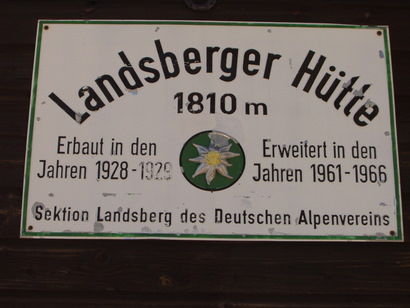 Landsberger Hütte
1810 m
Erbaut in den
Jahren 1928-1929
Erweitert in den
Jahren 1961-1966
Sektion Landsberg des Deutschen Alpenvereins